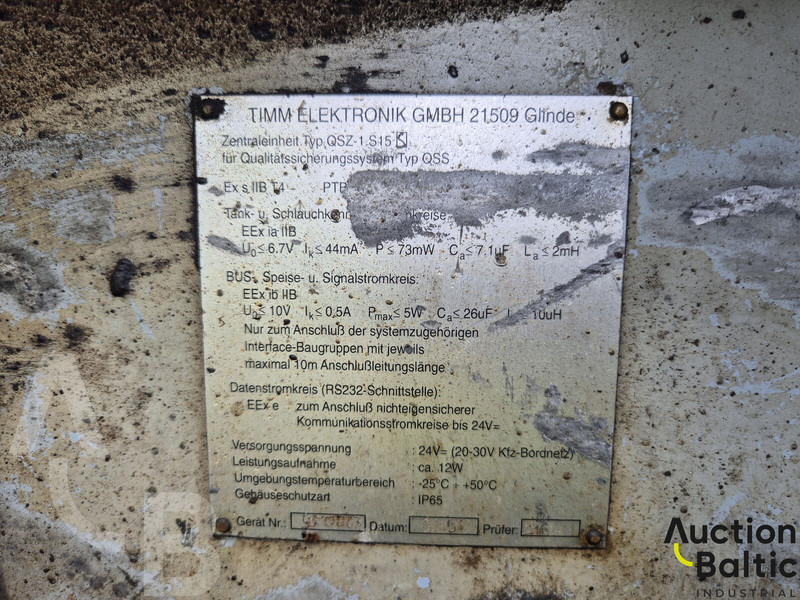 TIMM ELEKTRONIK GMBH 21509 Glinde
Zentraleinheit Typ QSZ-1.S15
für Qualitätssicherungssystem Typ QSS
Ex s IIB T4 PTB
Tank- u. kreise
EEx ia IIB
U₀ ≤ 6.7V Iₖ ≤ 44mA P ≤ 73mW Cₐ ≤ 7.1uF Lₐ ≤ 2mH
BUS- Speise- u. Signalstromkreis:
EEx ib IIB
U₀ ≤ 10V Iₖ ≤ 0,5A Pmax ≤ 5W Cₐ ≤ 26uF 10uH
Nur zum Anschluß der systemzugehörigen
Interface-Baugruppen mit jeweils
maximal 10m Anschlußleitungslänge
Datenstromkreis (RS232-Schnittstelle):
EEx e zum Anschluß nichteigensicherer
Kommunikationsstromkreise bis 24V=
Versorgungsspannung : 24V= (20-30V Kfz-Bordnetz)
Leistungsaufnahme : ca. 12W
Umgebungstemperaturbereich : -25°C ÷ +50°C
Gehäuseschutzart : IP65
Gerät Nr.: Datum: Prüfer:
Auction
Baltic
INDUSTRIAL